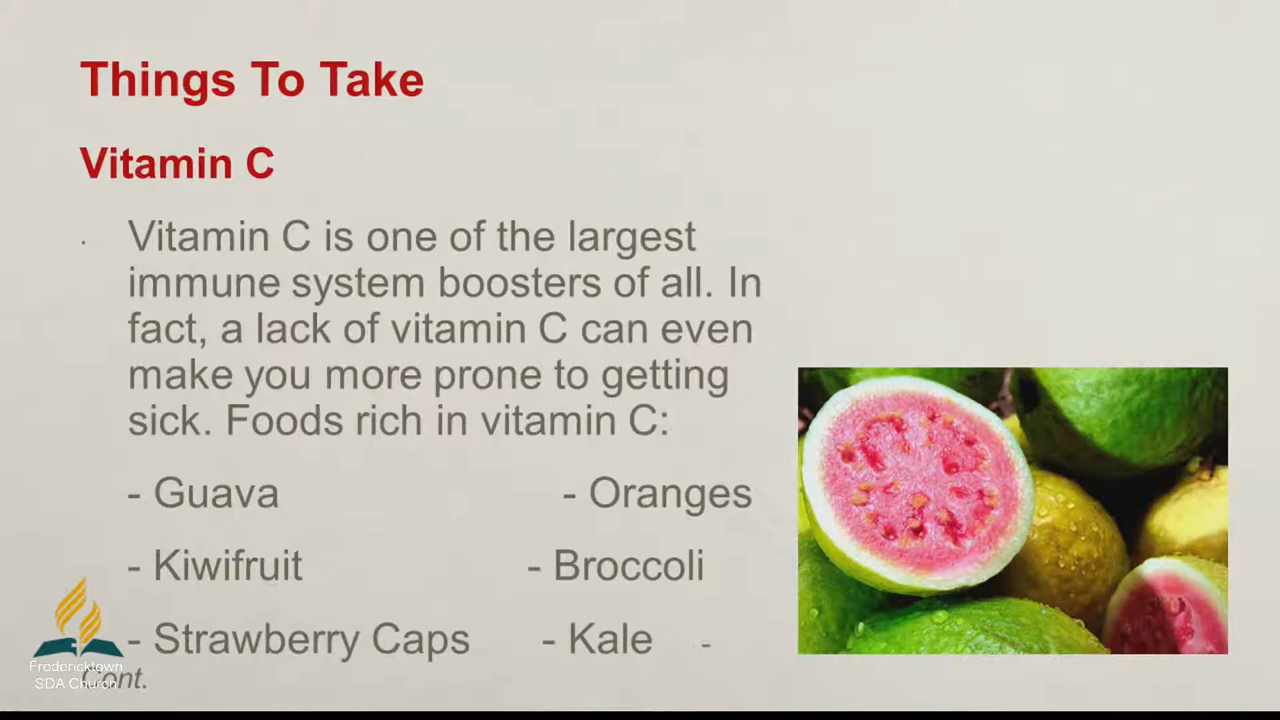 Things To Take
Vitamin C
· Vitamin C is one of the largest
immune system boosters of all. In
fact, a lack of vitamin C can even
make you more prone to getting
sick. Foods rich in vitamin C:
- Guava - Oranges
- Kiwifruit - Broccoli
- Strawberry Caps - Kale -
Cont.
Fredericktown
SDA Church